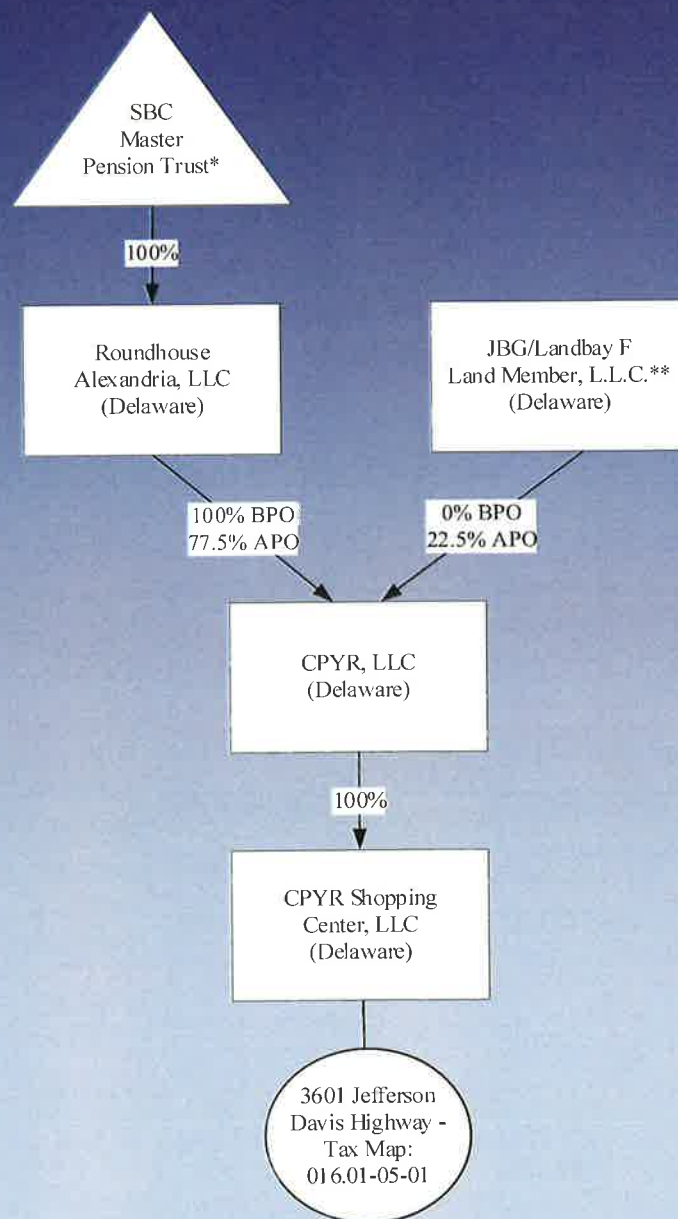 SBC
Master
Pension Trust*
100%
Roundhouse
Alexandria, LLC
(Delaware)
JBG/Landbay F
Land Member, L.L.C.**
(Delaware)
100% BPO
77.5% APO
0% BPO
22.5% APO
CPYR, LLC
(Delaware)
100%
CPYR Shopping
Center, LLC
(Delaware)
3601 Jefferson
Davis Highway -
Tax Map:
016.01-05-01